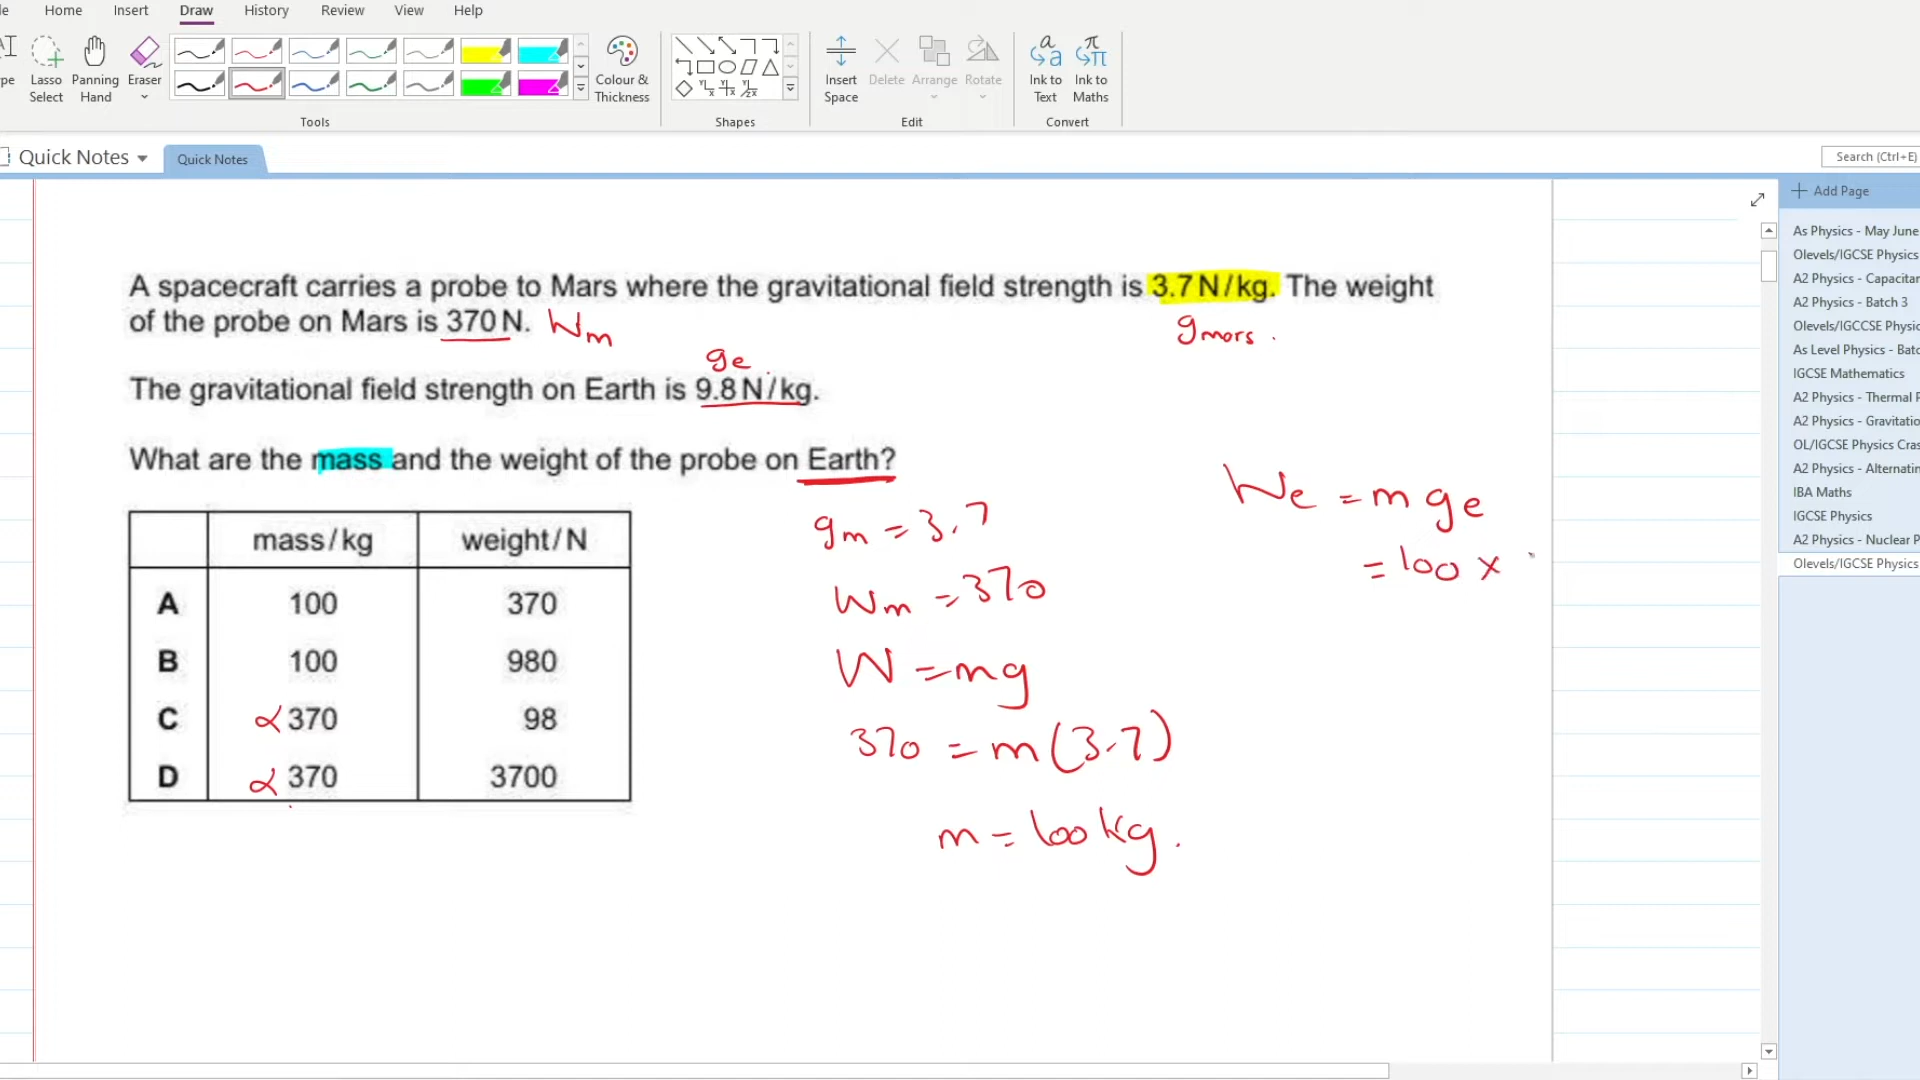 Home Insert Draw History Review View Help
Lasso Select
Panning Hand
Eraser
Colour & Thickness
Insert Space
Delete
Arrange
Rotate
Ink to Text
Ink to Maths
Tools
Shapes
Edit
Convert
Quick Notes
Quick Notes
Search (Ctrl+E)
Add Page
A spacecraft carries a probe to Mars where the gravitational field strength is 3.7 N/kg. The weight
of the probe on Mars is 370 N. Wm
gmars.
ge
The gravitational field strength on Earth is 9.8 N/kg.
What are the mass and the weight of the probe on Earth?
mass/kg weight/N
A 100 370
B 100 980
C 370 98
D 370 3700
gm = 3.7
Wm = 370
W = mg
370 = m(3.7)
m = 100 kg.
We = m ge
= 100 x
As Physics - May June
Olevels/IGCSE Physics
A2 Physics - Capacitar
A2 Physics - Batch 3
Olevels/IGCCSE Physic
As Level Physics - Batc
IGCSE Mathematics
A2 Physics - Thermal P
A2 Physics - Gravitatio
OL/IGCSE Physics Cras
A2 Physics - Alternatin
IBA Maths
IGCSE Physics
A2 Physics - Nuclear P
Olevels/IGCSE Physics